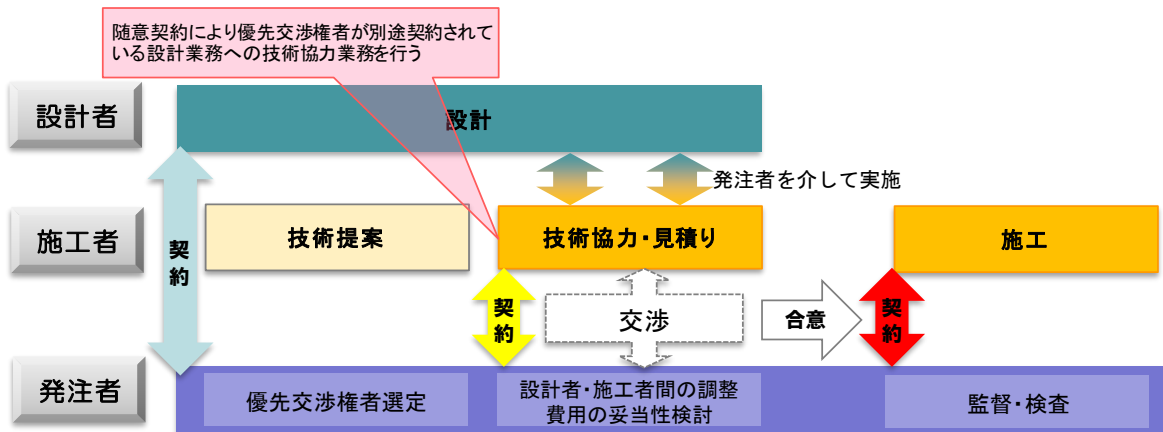 随意契約により優先交渉権者が別途契約されて
いる設計業務への技術協力業務を行う
設計者
設計
発注者を介して実施
施工者
契約
技術提案
技術協力・見積り
施工
契約
交渉
合意
契約
発注者
優先交渉権者選定
設計者・施工者間の調整
費用の妥当性検討
監督・検査